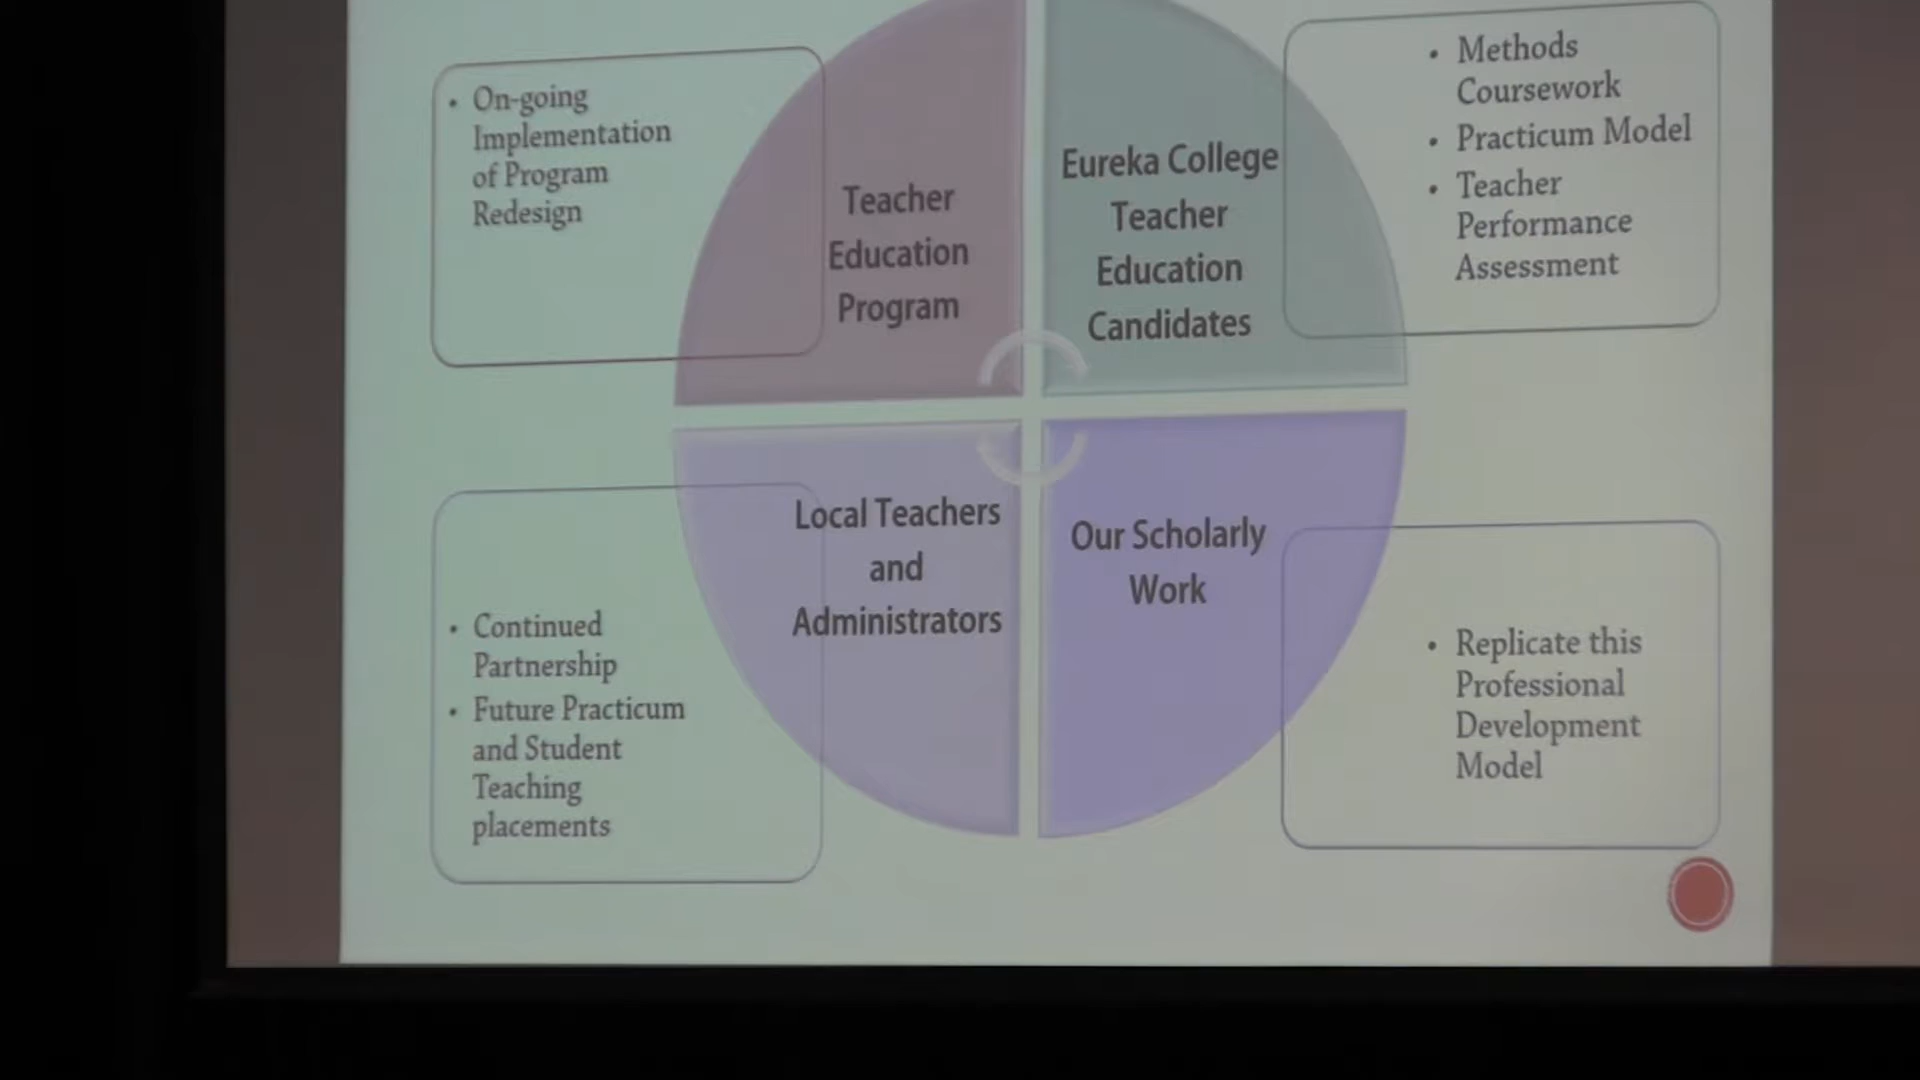 • On-going
Implementation
of Program
Redesign
Teacher
Education
Program
Eureka College
Teacher
Education
Candidates
• Methods
Coursework
• Practicum Model
• Teacher
Performance
Assessment
• Continued
Partnership
• Future Practicum
and Student
Teaching
placements
Local Teachers
and
Administrators
Our Scholarly
Work
• Replicate this
Professional
Development
Model